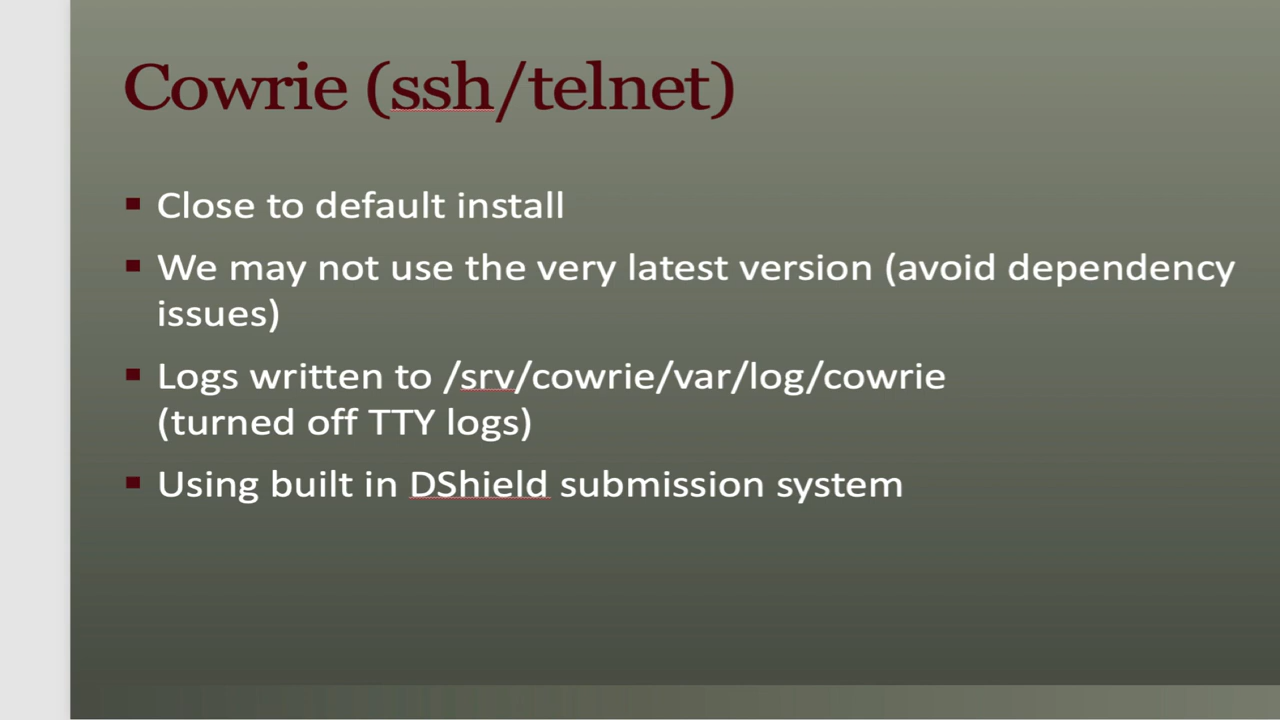 Cowrie (ssh/telnet)
▪ Close to default install
▪ We may not use the very latest version (avoid dependency
issues)
▪ Logs written to /srv/cowrie/var/log/cowrie
(turned off TTY logs)
▪ Using built in DShield submission system